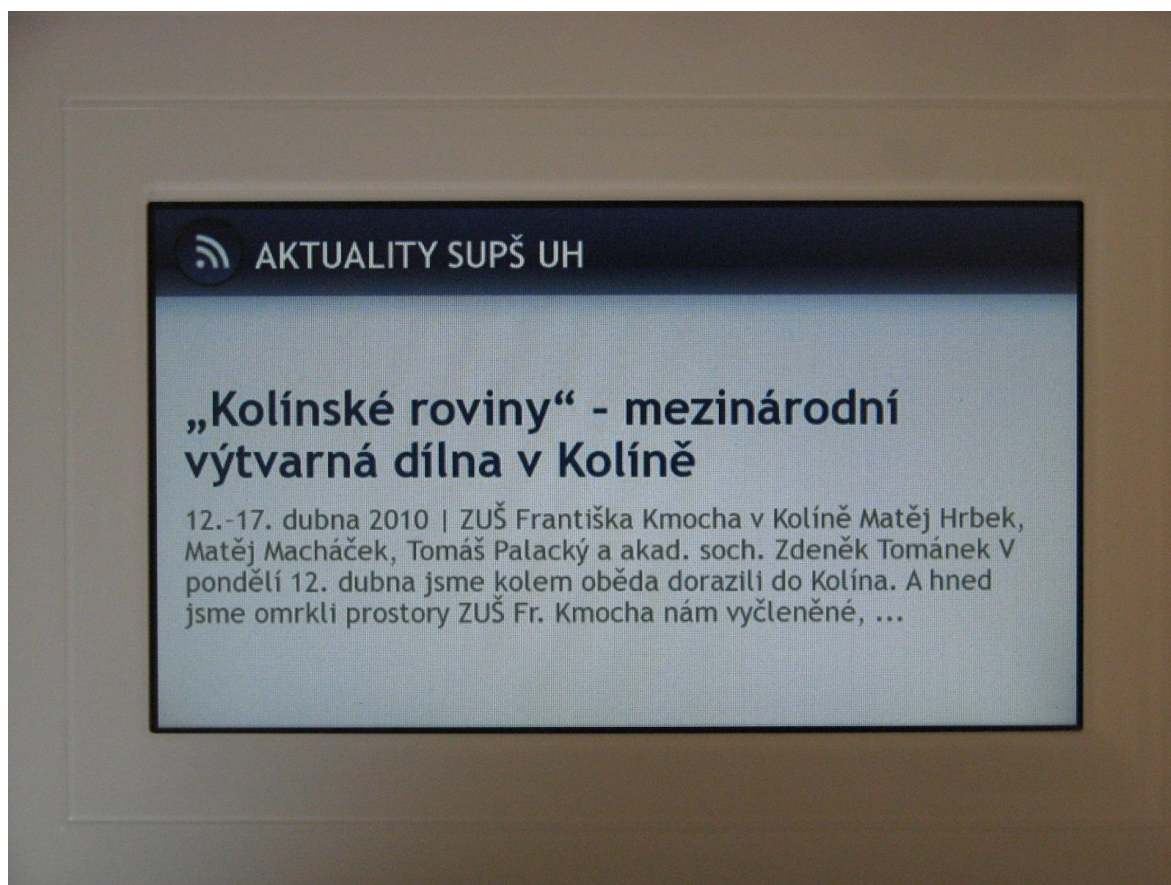 AKTUALITY SUPŠ UH
„Kolínské roviny“ - mezinárodní
výtvarná dílna v Kolíně
12.-17. dubna 2010 | ZUŠ Františka Kmocha v Kolíně Matěj Hrbek,
Matěj Macháček, Tomáš Palacký a akad. soch. Zdeněk Tománek V
pondělí 12. dubna jsme kolem oběda dorazili do Kolína. A hned
jsme omrkli prostory ZUŠ Fr. Kmocha nám vyčleněné, ...